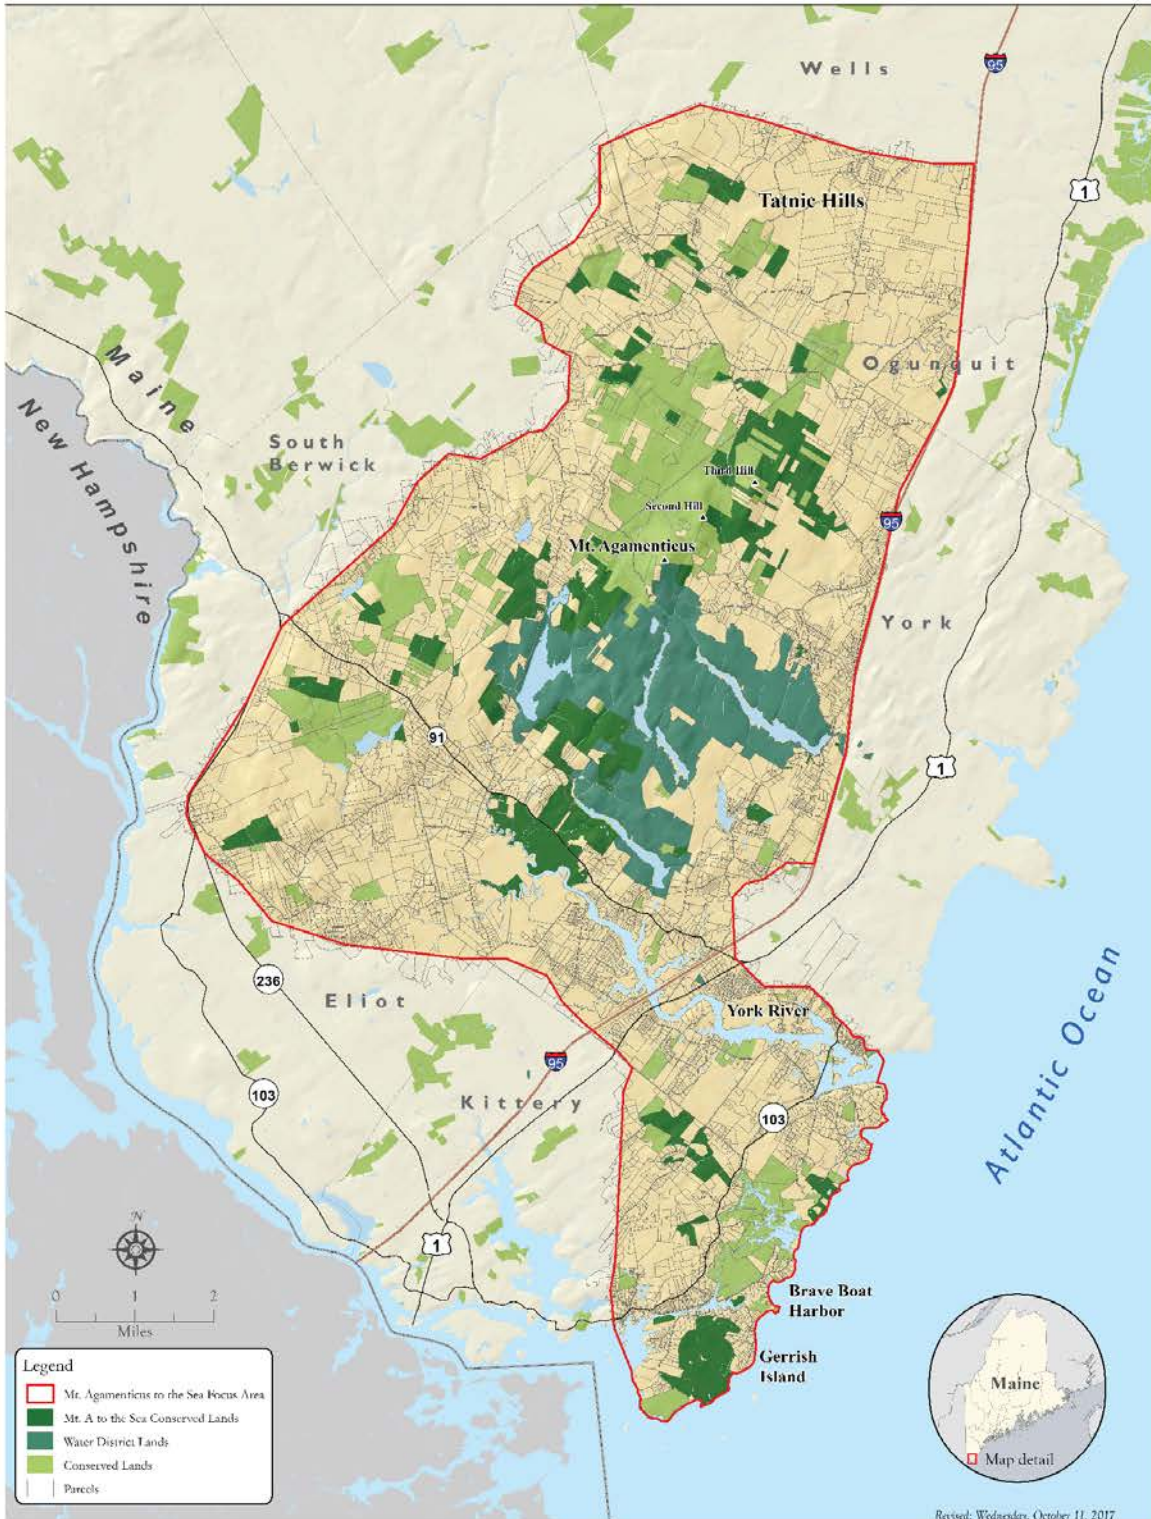 Wells
95
1
Tatnic Hills
Ogunquit
Maine
New Hampshire
South
Berwick
Third Hill
Second Hill
95
Mt. Agamenticus
York
91
1
236
Eliot
York River
95
103
Kittery
103
Atlantic Ocean
N
1
0 1 2
Miles
Brave Boat
Harbor
Gerrish
Island
Legend
Mt. Agamenticus to the Sea Focus Area
Mt. A to the Sea Conserved Lands
Water District Lands
Conserved Lands
Parcels
Maine
Map detail
Revised: Wednesday, October 11, 2017